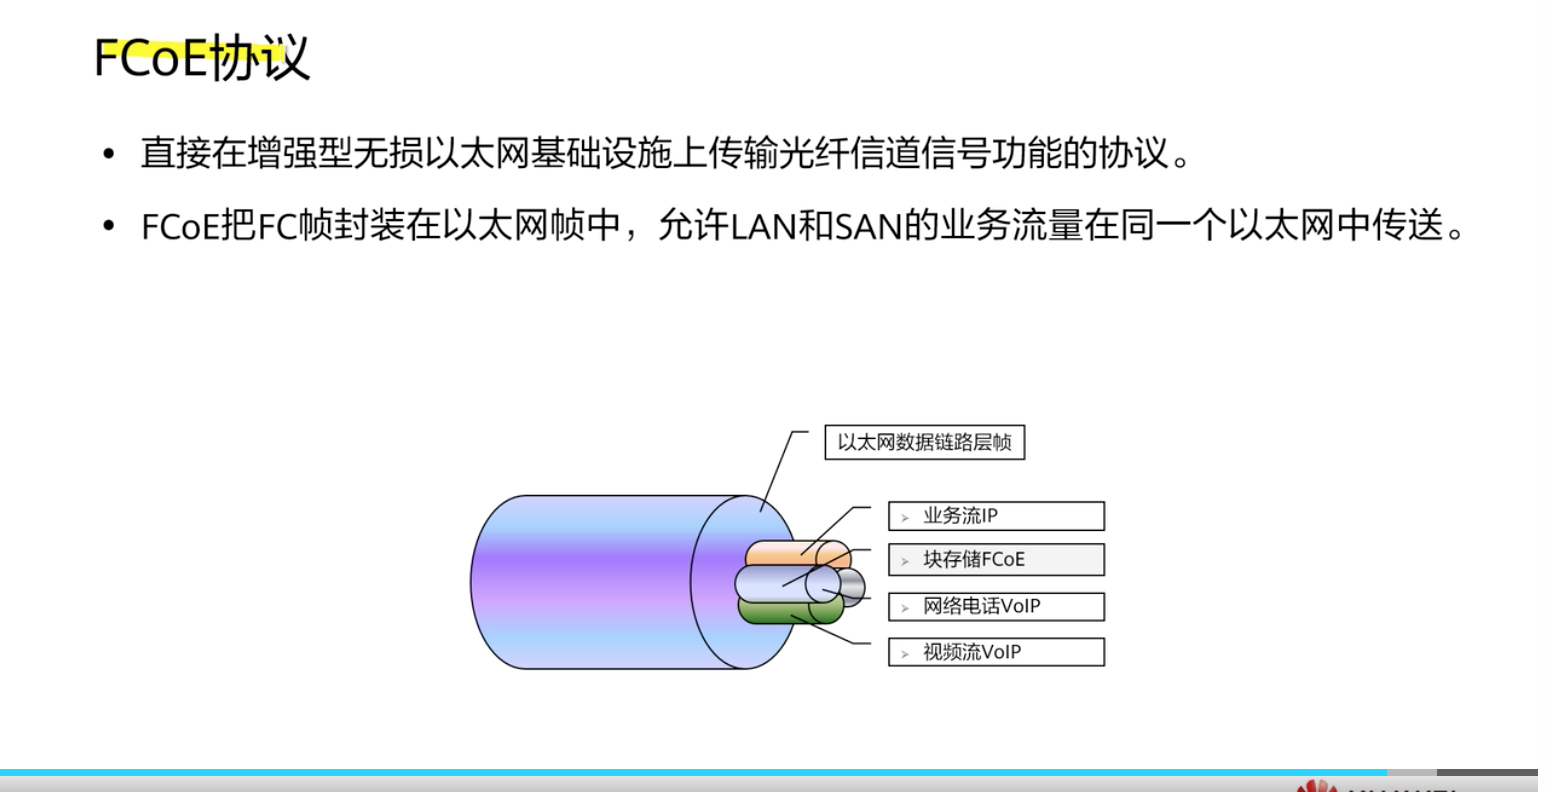 FCoE协议
• 直接在增强型无损以太网基础设施上传输光纤信道信号功能的协议。
• FCoE把FC帧封装在以太网帧中，允许LAN和SAN的业务流量在同一个以太网中传送。
以太网数据链路层帧
➢ 业务流IP
➢ 块存储FCoE
➢ 网络电话VoIP
➢ 视频流VoIP